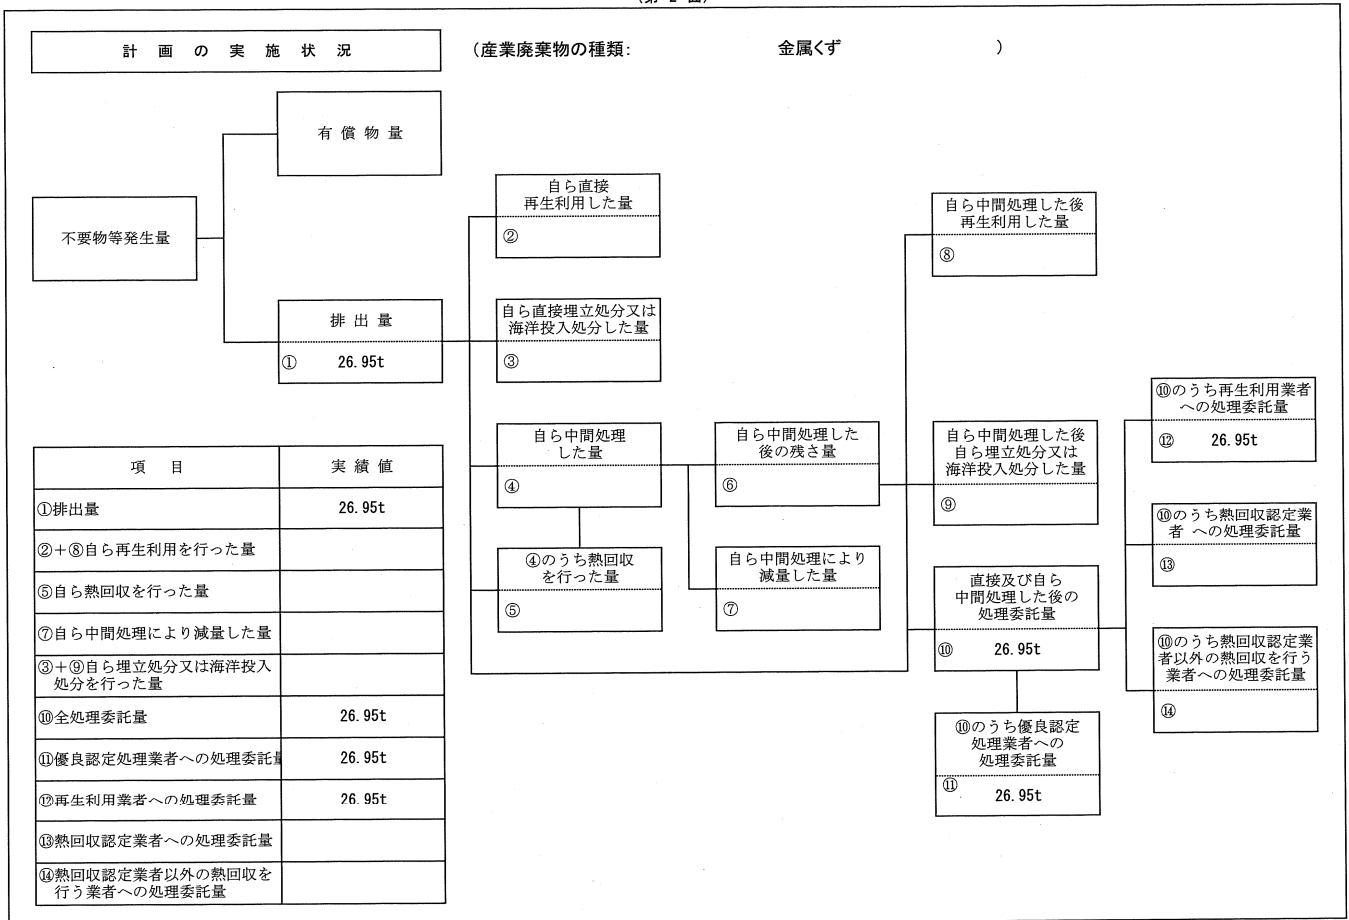 (第 2 面)
計 画 の 実 施 状 況
(産業廃棄物の種類: 金属くず )
有 償 物 量
不要物等発生量
排 出 量
① 26.95t
自ら直接
再生利用した量
②
自ら直接埋立処分又は
海洋投入処分した量
③
自ら中間処理
した量
④
④のうち熱回収
を行った量
⑤
自ら中間処理した
後の残さ量
⑥
自ら中間処理により
減量した量
⑦
自ら中間処理した後
再生利用した量
⑧
自ら中間処理した後
自ら埋立処分又は
海洋投入処分した量
⑨
直接及び自ら
中間処理した後の
処理委託量
⑩ 26.95t
⑩のうち優良認定
処理業者への
処理委託量
⑪ 26.95t
⑩のうち再生利用業者
への処理委託量
⑫ 26.95t
⑩のうち熱回収認定業
者 への処理委託量
⑬
⑩のうち熱回収認定業
者以外の熱回収を行う
業者への処理委託量
⑭
項 目 実 績 値
①排出量 26.95t
②+⑧自ら再生利用を行った量
⑤自ら熱回収を行った量
⑦自ら中間処理により減量した量
③+⑨自ら埋立処分又は海洋投入
処分を行った量
⑩全処理委託量 26.95t
⑪優良認定処理業者への処理委託量 26.95t
⑫再生利用業者への処理委託量 26.95t
⑬熱回収認定業者への処理委託量
⑭熱回収認定業者以外の熱回収を
行う業者への処理委託量